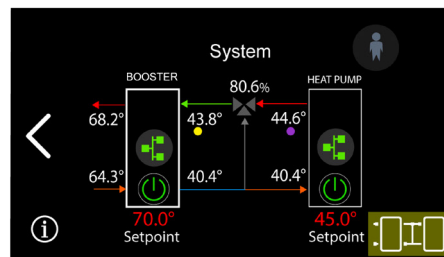 System
BOOSTER
80.6%
HEAT PUMP
68.2°
43.8°
44.6°
64.3°
40.4°
40.4°
70.0°
45.0°
Setpoint
Setpoint
i